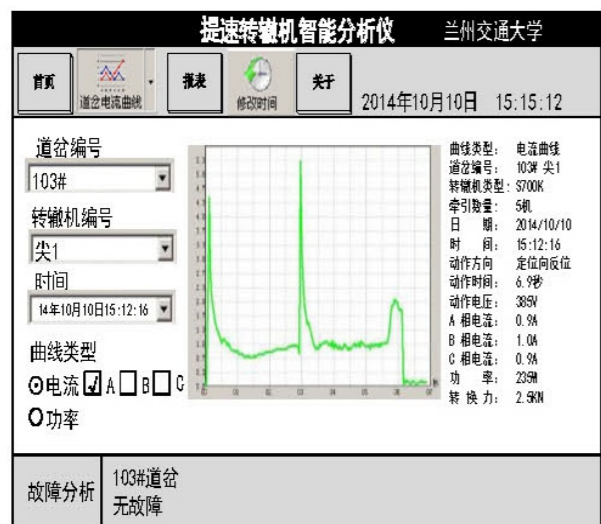 提速转辙机智能分析仪 兰州交通大学
首页 道岔电流曲线 报表 修改时间 关于 2014年10月10日 15:15:12
道岔编号
103#
转辙机编号
尖1
时间
14年10月10日15:12:16
曲线类型
电流 A B C
功率
曲线类型: 电流曲线
道岔编号: 103# 尖1
转辙机类型: S700K
牵引数量: 5机
日 期: 2014/10/10
时 间: 15:12:16
动作方向 定位向反位
动作时间: 6.9秒
动作电压: 385V
A 相电流: 0.9A
B 相电流: 1.0A
C 相电流: 0.9A
功 率: 235W
转 换 力: 2.5KN
故障分析
103#道岔
无故障